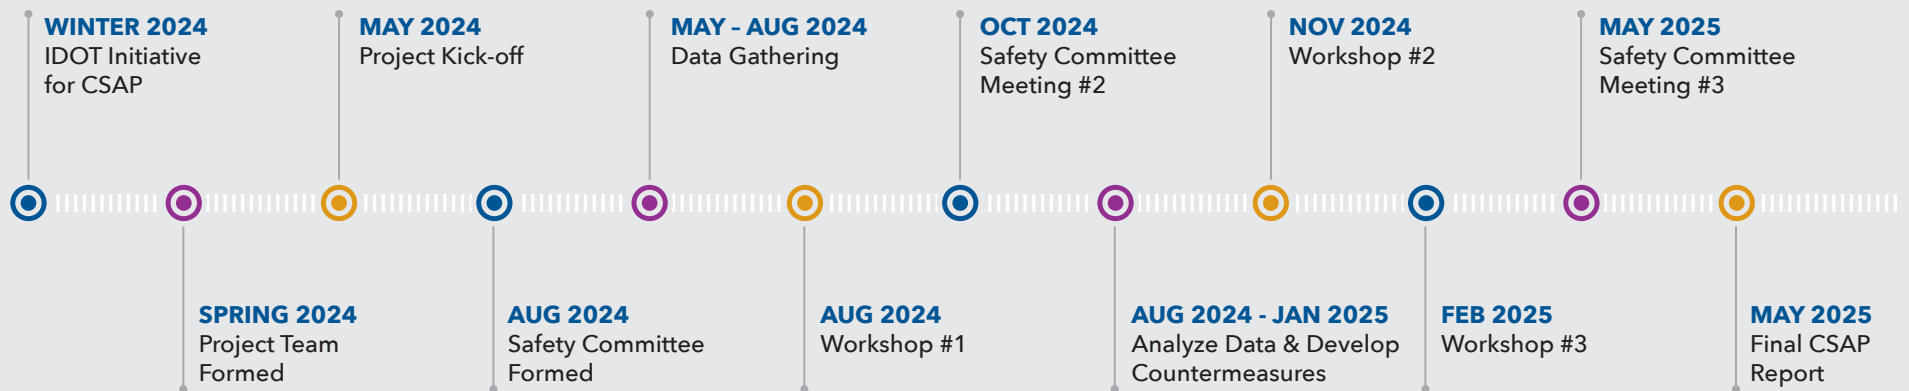 WINTER 2024
IDOT Initiative
for CSAP
SPRING 2024
Project Team
Formed
MAY 2024
Project Kick-off
AUG 2024
Safety Committee
Formed
MAY – AUG 2024
Data Gathering
AUG 2024
Workshop #1
OCT 2024
Safety Committee
Meeting #2
AUG 2024 - JAN 2025
Analyze Data & Develop
Countermeasures
NOV 2024
Workshop #2
FEB 2025
Workshop #3
MAY 2025
Safety Committee
Meeting #3
MAY 2025
Final CSAP
Report